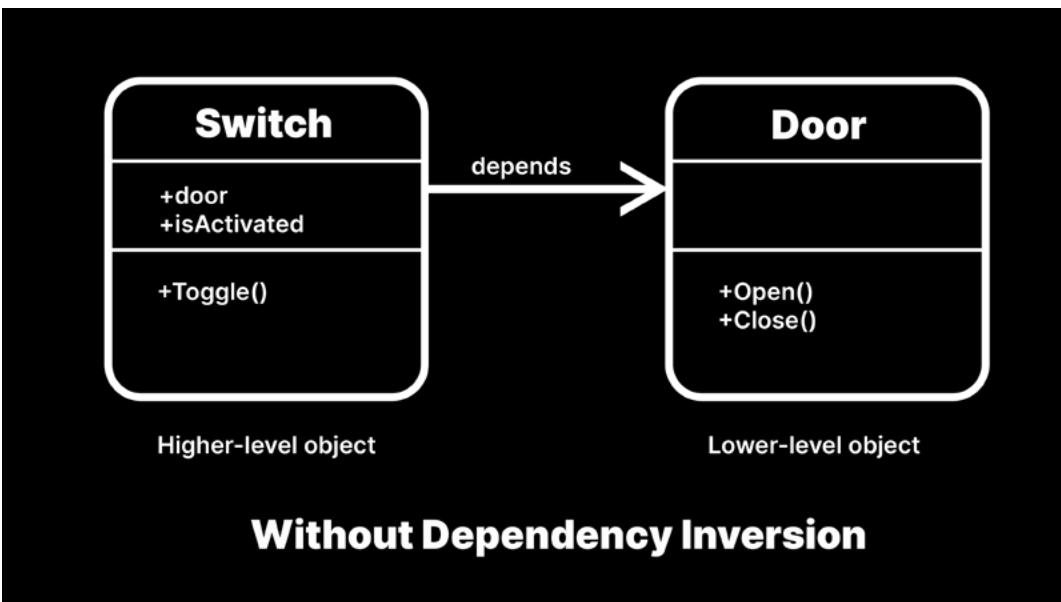 Switch
+door
+isActivated
+Toggle()
depends
Door
+Open()
+Close()
Higher-level object
Lower-level object
Without Dependency Inversion